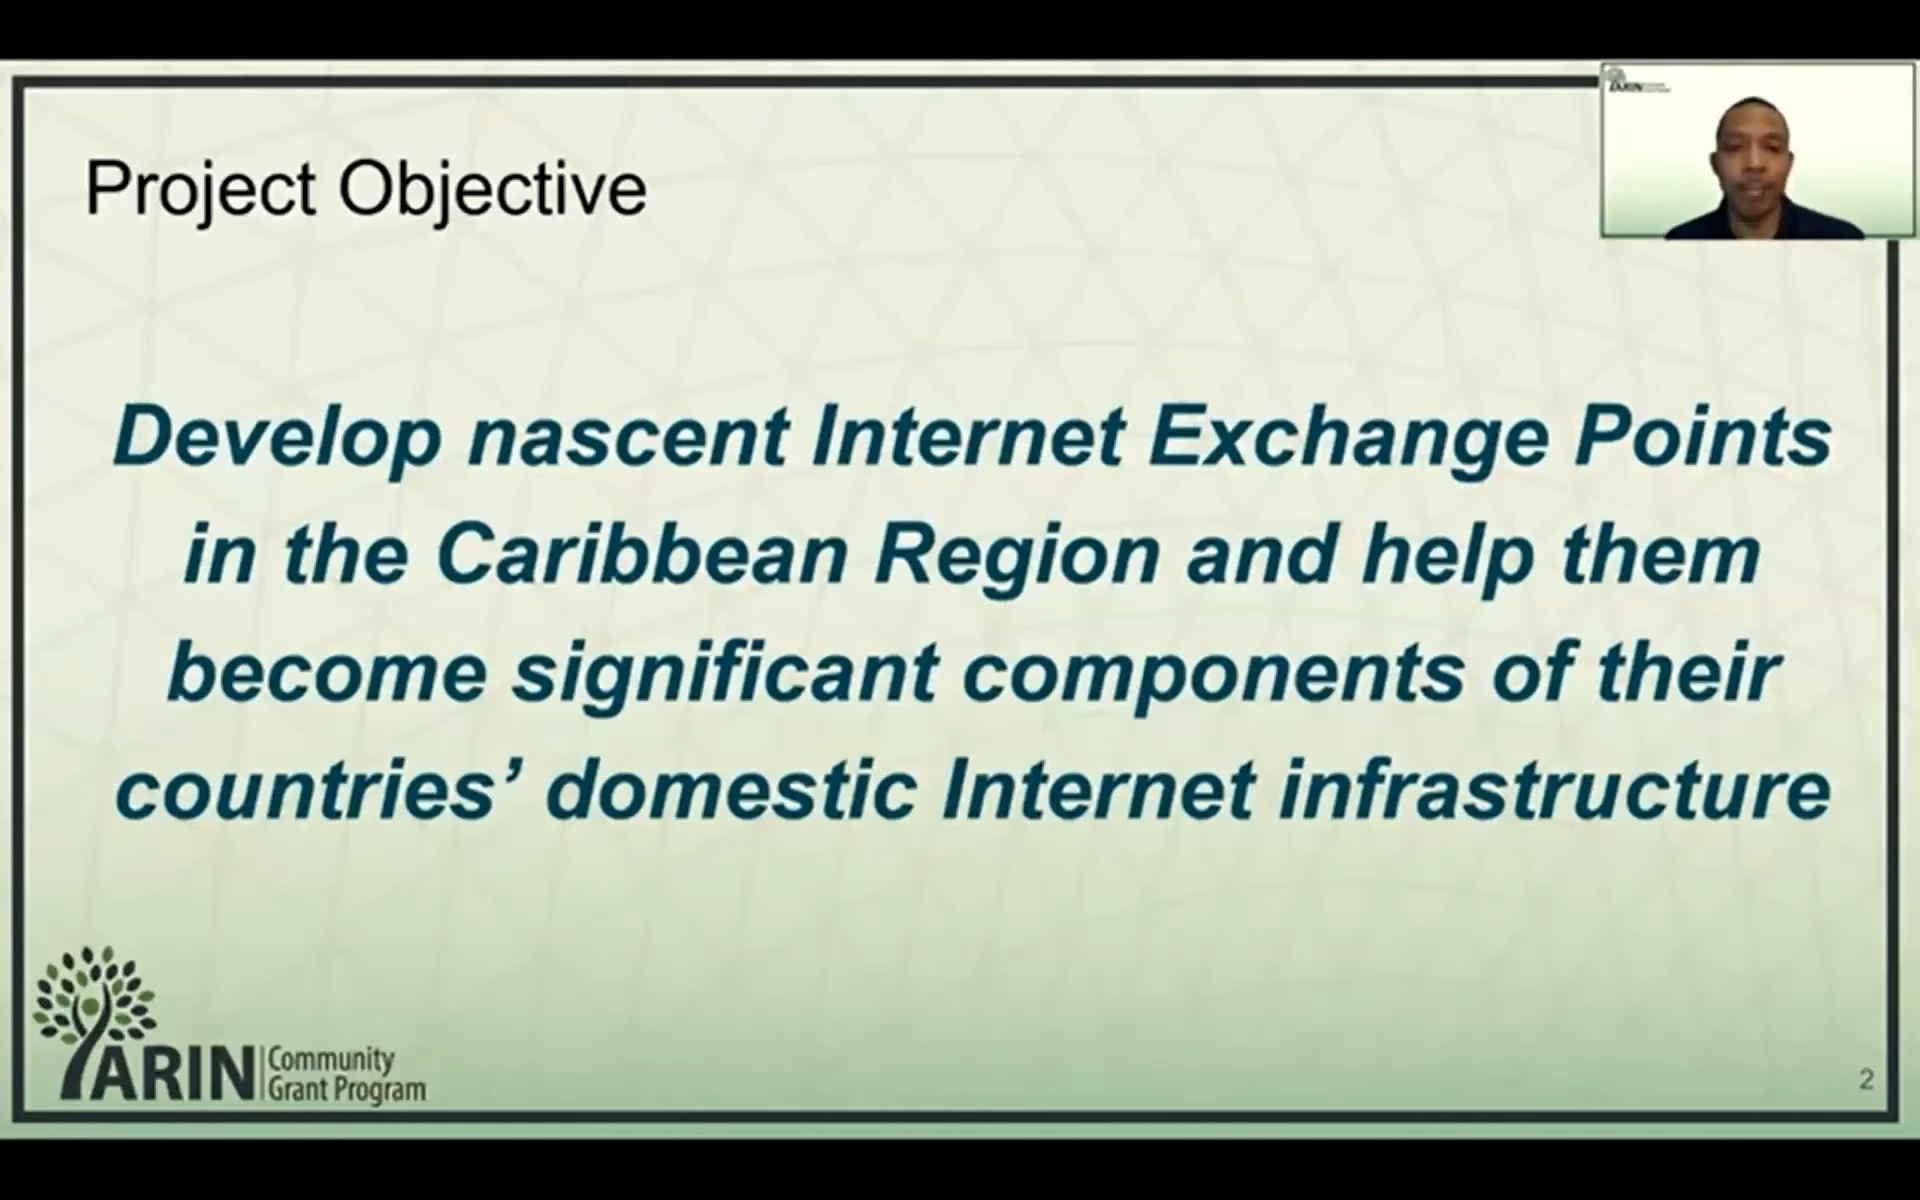 ARIN
Project Objective
Develop nascent Internet Exchange Points
in the Caribbean Region and help them
become significant components of their
countries’ domestic Internet infrastructure
ARIN
Community
Grant Program
2